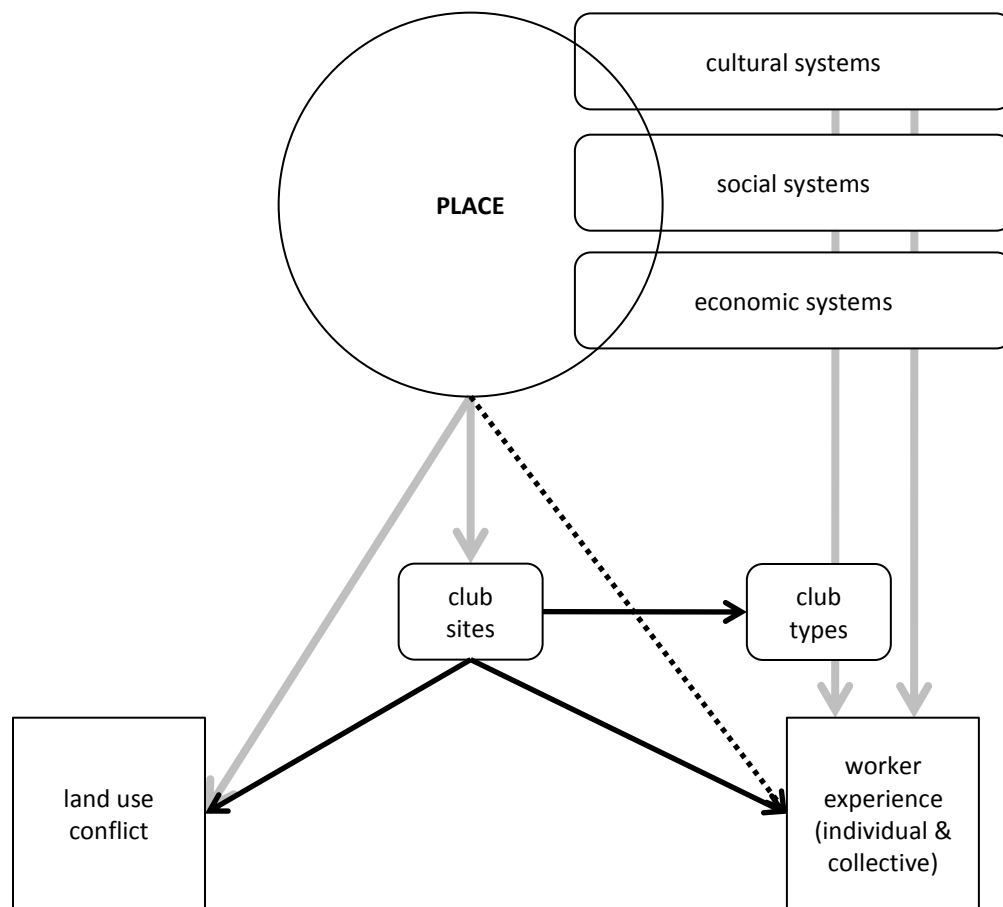 cultural systems
social systems
PLACE
economic systems
club
sites
club
types
land use
conflict
worker
experience
(individual &
collective)